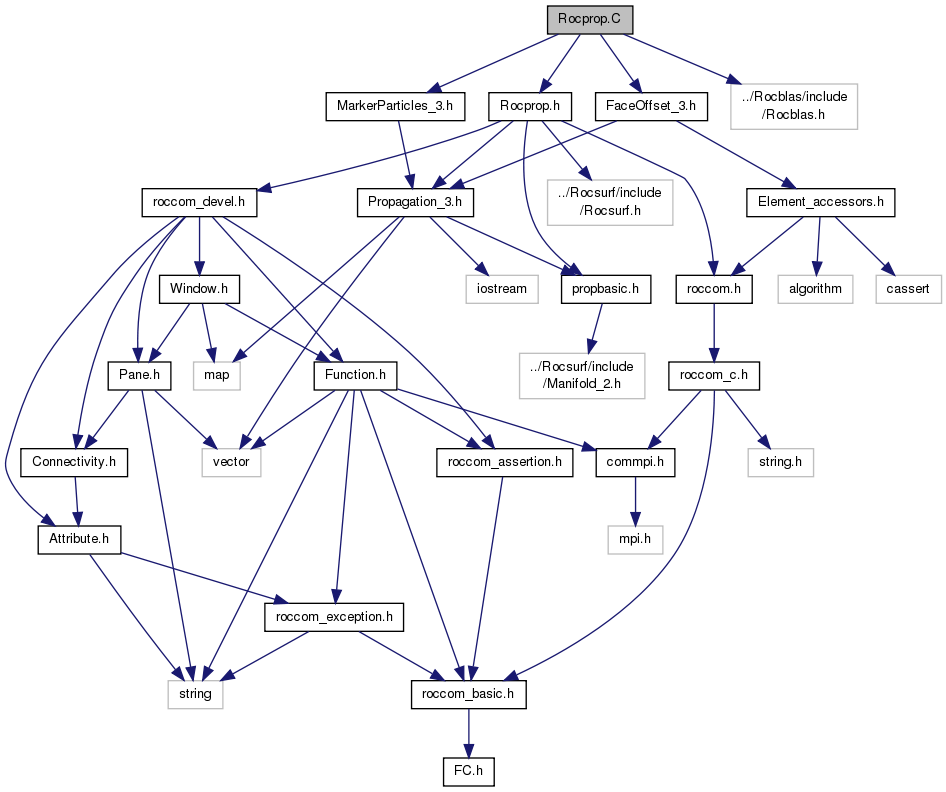 Rocprop.C
MarkerParticles_3.h
Rocprop.h
FaceOffset_3.h
../Rocblas/include
/Rocblas.h
roccom_devel.h
Propagation_3.h
../Rocsurf/include
/Rocsurf.h
Element_accessors.h
Window.h
iostream
propbasic.h
roccom.h
algorithm
cassert
Pane.h
map
Function.h
../Rocsurf/include
/Manifold_2.h
roccom_c.h
Connectivity.h
vector
roccom_assertion.h
commpi.h
string.h
Attribute.h
mpi.h
roccom_exception.h
string
roccom_basic.h
FC.h